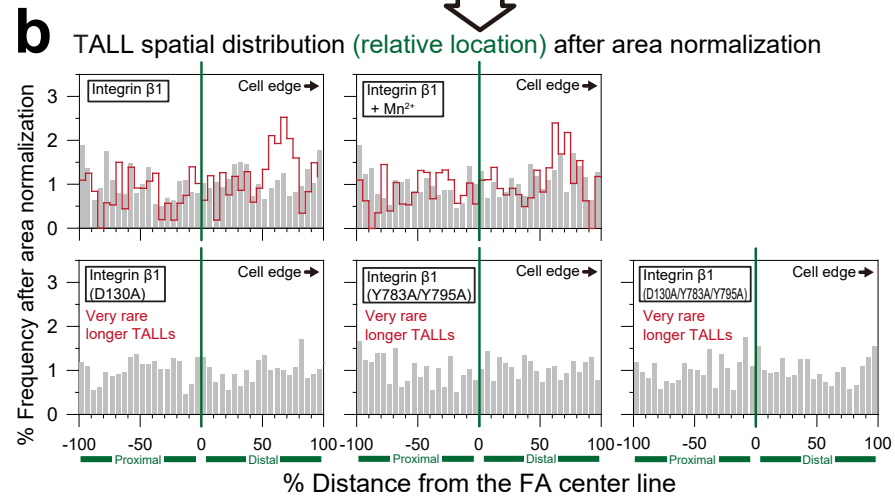 b
TALL spatial distribution (relative location) after area normalization
% Frequency after area normalization
3
2
1
0
Integrin β1
Cell edge
Integrin β1
+ Mn²⁺
Cell edge
3
2
1
0
Integrin β1
(D130A)
Cell edge
Very rare
longer TALLs
Integrin β1
(Y783A/Y795A)
Cell edge
Very rare
longer TALLs
Integrin β1
(D130A/Y783A/Y795A)
Cell edge
Very rare
longer TALLs
-100 -50 0 50 100
-100 -50 0 50 100
-100 -50 0 50 100
Proximal Distal
Proximal Distal
Proximal Distal
% Distance from the FA center line